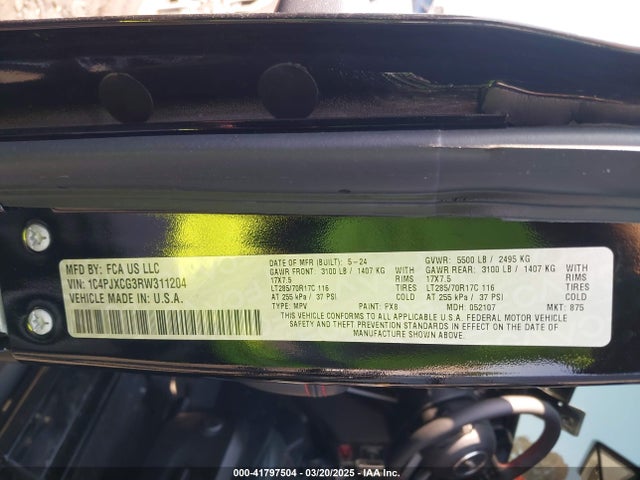 MFD BY: FCA US LLC
VIN: 1C4PJXCG3RW311204
VEHICLE MADE IN: U.S.A.
DATE OF MFR (BUILT): 5-24
GAWR FRONT: 3100 LB / 1407 KG WITH
17X7.5 RIMS
LT285/70R17C 116 TIRES
AT 255 kPa / 37 PSI
TYPE: MPV PAINT: PX8
GVWR: 5500 LB / 2495 KG
GAWR REAR: 3100 LB / 1407 KG WITH
17X7.5 RIMS
LT285/70R17C 116 TIRES
AT 255 kPa / 37 PSI
MDH: 052107 MKT: 875
THIS VEHICLE CONFORMS TO ALL APPLICABLE U.S.A. FEDERAL MOTOR VEHICLE
SAFETY AND THEFT PREVENTION STANDARDS IN EFFECT ON THE DATE OF
MANUFACTURE SHOWN ABOVE.
000-41797504 — 03/20/2025 — IAAI.COM